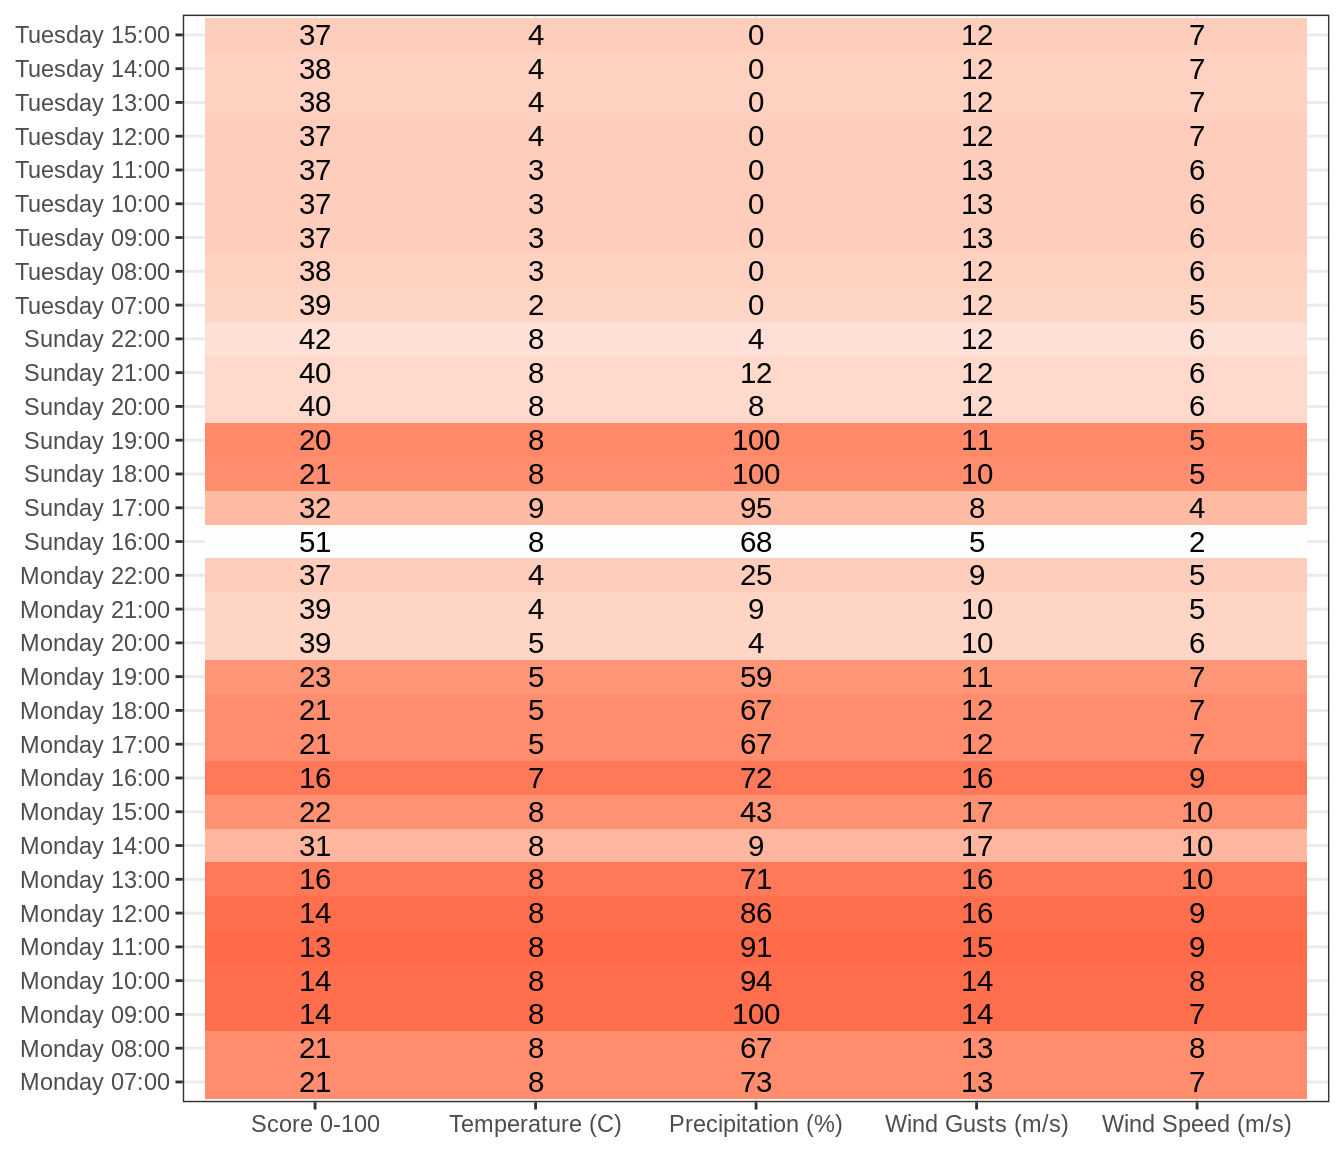 Tuesday 15:00 37 4 0 12 7
Tuesday 14:00 38 4 0 12 7
Tuesday 13:00 38 4 0 12 7
Tuesday 12:00 37 4 0 12 7
Tuesday 11:00 37 3 0 13 6
Tuesday 10:00 37 3 0 13 6
Tuesday 09:00 37 3 0 13 6
Tuesday 08:00 38 3 0 12 6
Tuesday 07:00 39 2 0 12 5
Sunday 22:00 42 8 4 12 6
Sunday 21:00 40 8 12 12 6
Sunday 20:00 40 8 8 12 6
Sunday 19:00 20 8 100 11 5
Sunday 18:00 21 8 100 10 5
Sunday 17:00 32 9 95 8 4
Sunday 16:00 51 8 68 5 2
Monday 22:00 37 4 25 9 5
Monday 21:00 39 4 9 10 5
Monday 20:00 39 5 4 10 6
Monday 19:00 23 5 59 11 7
Monday 18:00 21 5 67 12 7
Monday 17:00 21 5 67 12 7
Monday 16:00 16 7 72 16 9
Monday 15:00 22 8 43 17 10
Monday 14:00 31 8 9 17 10
Monday 13:00 16 8 71 16 10
Monday 12:00 14 8 86 16 9
Monday 11:00 13 8 91 15 9
Monday 10:00 14 8 94 14 8
Monday 09:00 14 8 100 14 7
Monday 08:00 21 8 67 13 8
Monday 07:00 21 8 73 13 7
Score 0-100 Temperature (C) Precipitation (%) Wind Gusts (m/s) Wind Speed (m/s)